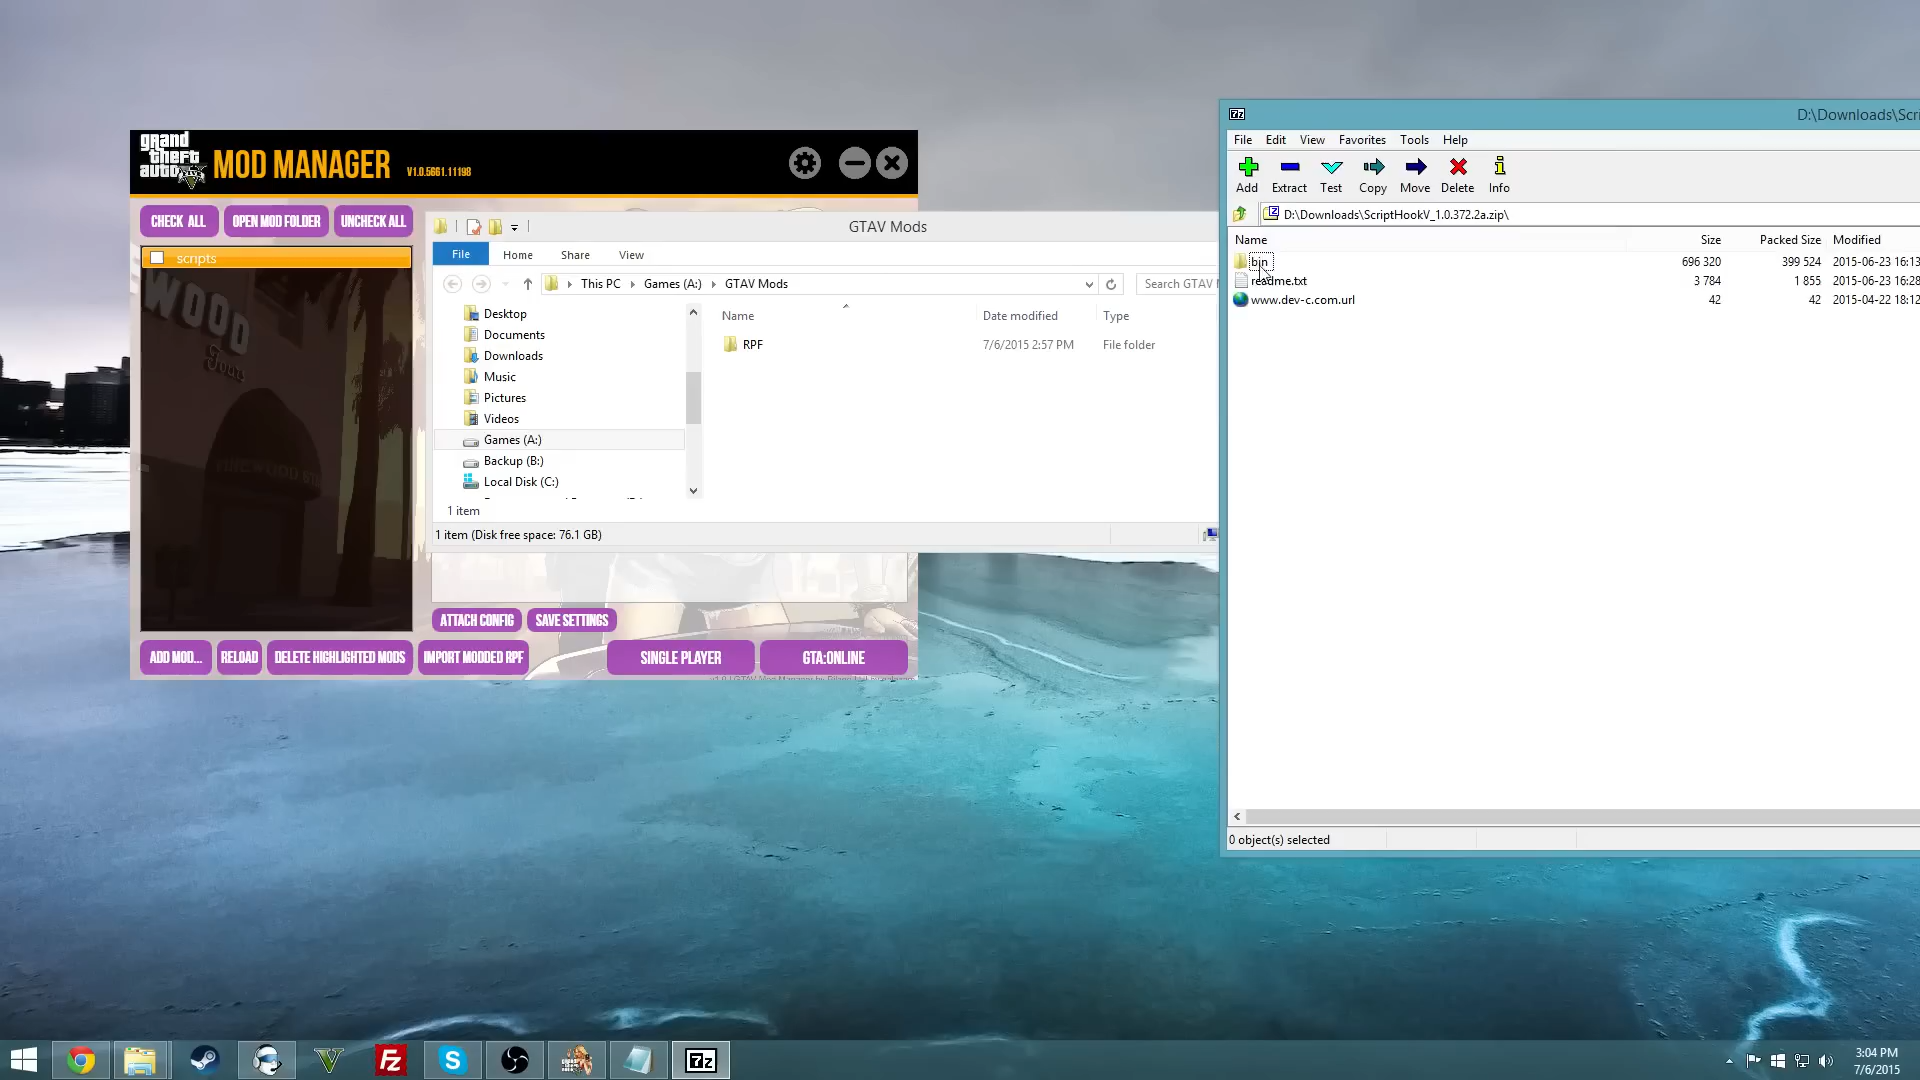 grand
theft
auto V
MOD MANAGER
V1.0.5661.11198
CHECK ALL
OPEN MOD FOLDER
UNCHECK ALL
scripts
WOOD
Tours
ATTACH CONFIG
SAVE SETTINGS
ADD MOD...
RELOAD
DELETE HIGHLIGHTED MODS
IMPORT MODDED RPF
SINGLE PLAYER
GTA:ONLINE
GTAV Mods
File
Home
Share
View
This PC
Games (A:)
GTAV Mods
Search GTAV
Name
Date modified
Type
Desktop
Documents
Downloads
Music
Pictures
Videos
Games (A:)
Backup (B:)
Local Disk (C:)
RPF
7/6/2015 2:57 PM
File folder
1 item
1 item (Disk free space: 76.1 GB)
7z
D:\Downloads\Scri
File
Edit
View
Favorites
Tools
Help
Add
Extract
Test
Copy
Move
Delete
Info
D:\Downloads\ScriptHookV_1.0.372.2a.zip\
Name
Size
Packed Size
Modified
bin
696 320
399 524
2015-06-23 16:13
readme.txt
3 784
1 855
2015-06-23 16:28
www.dev-c.com.url
42
42
2015-04-22 18:12
0 object(s) selected
Fz
S
7z
3:04 PM
7/6/2015